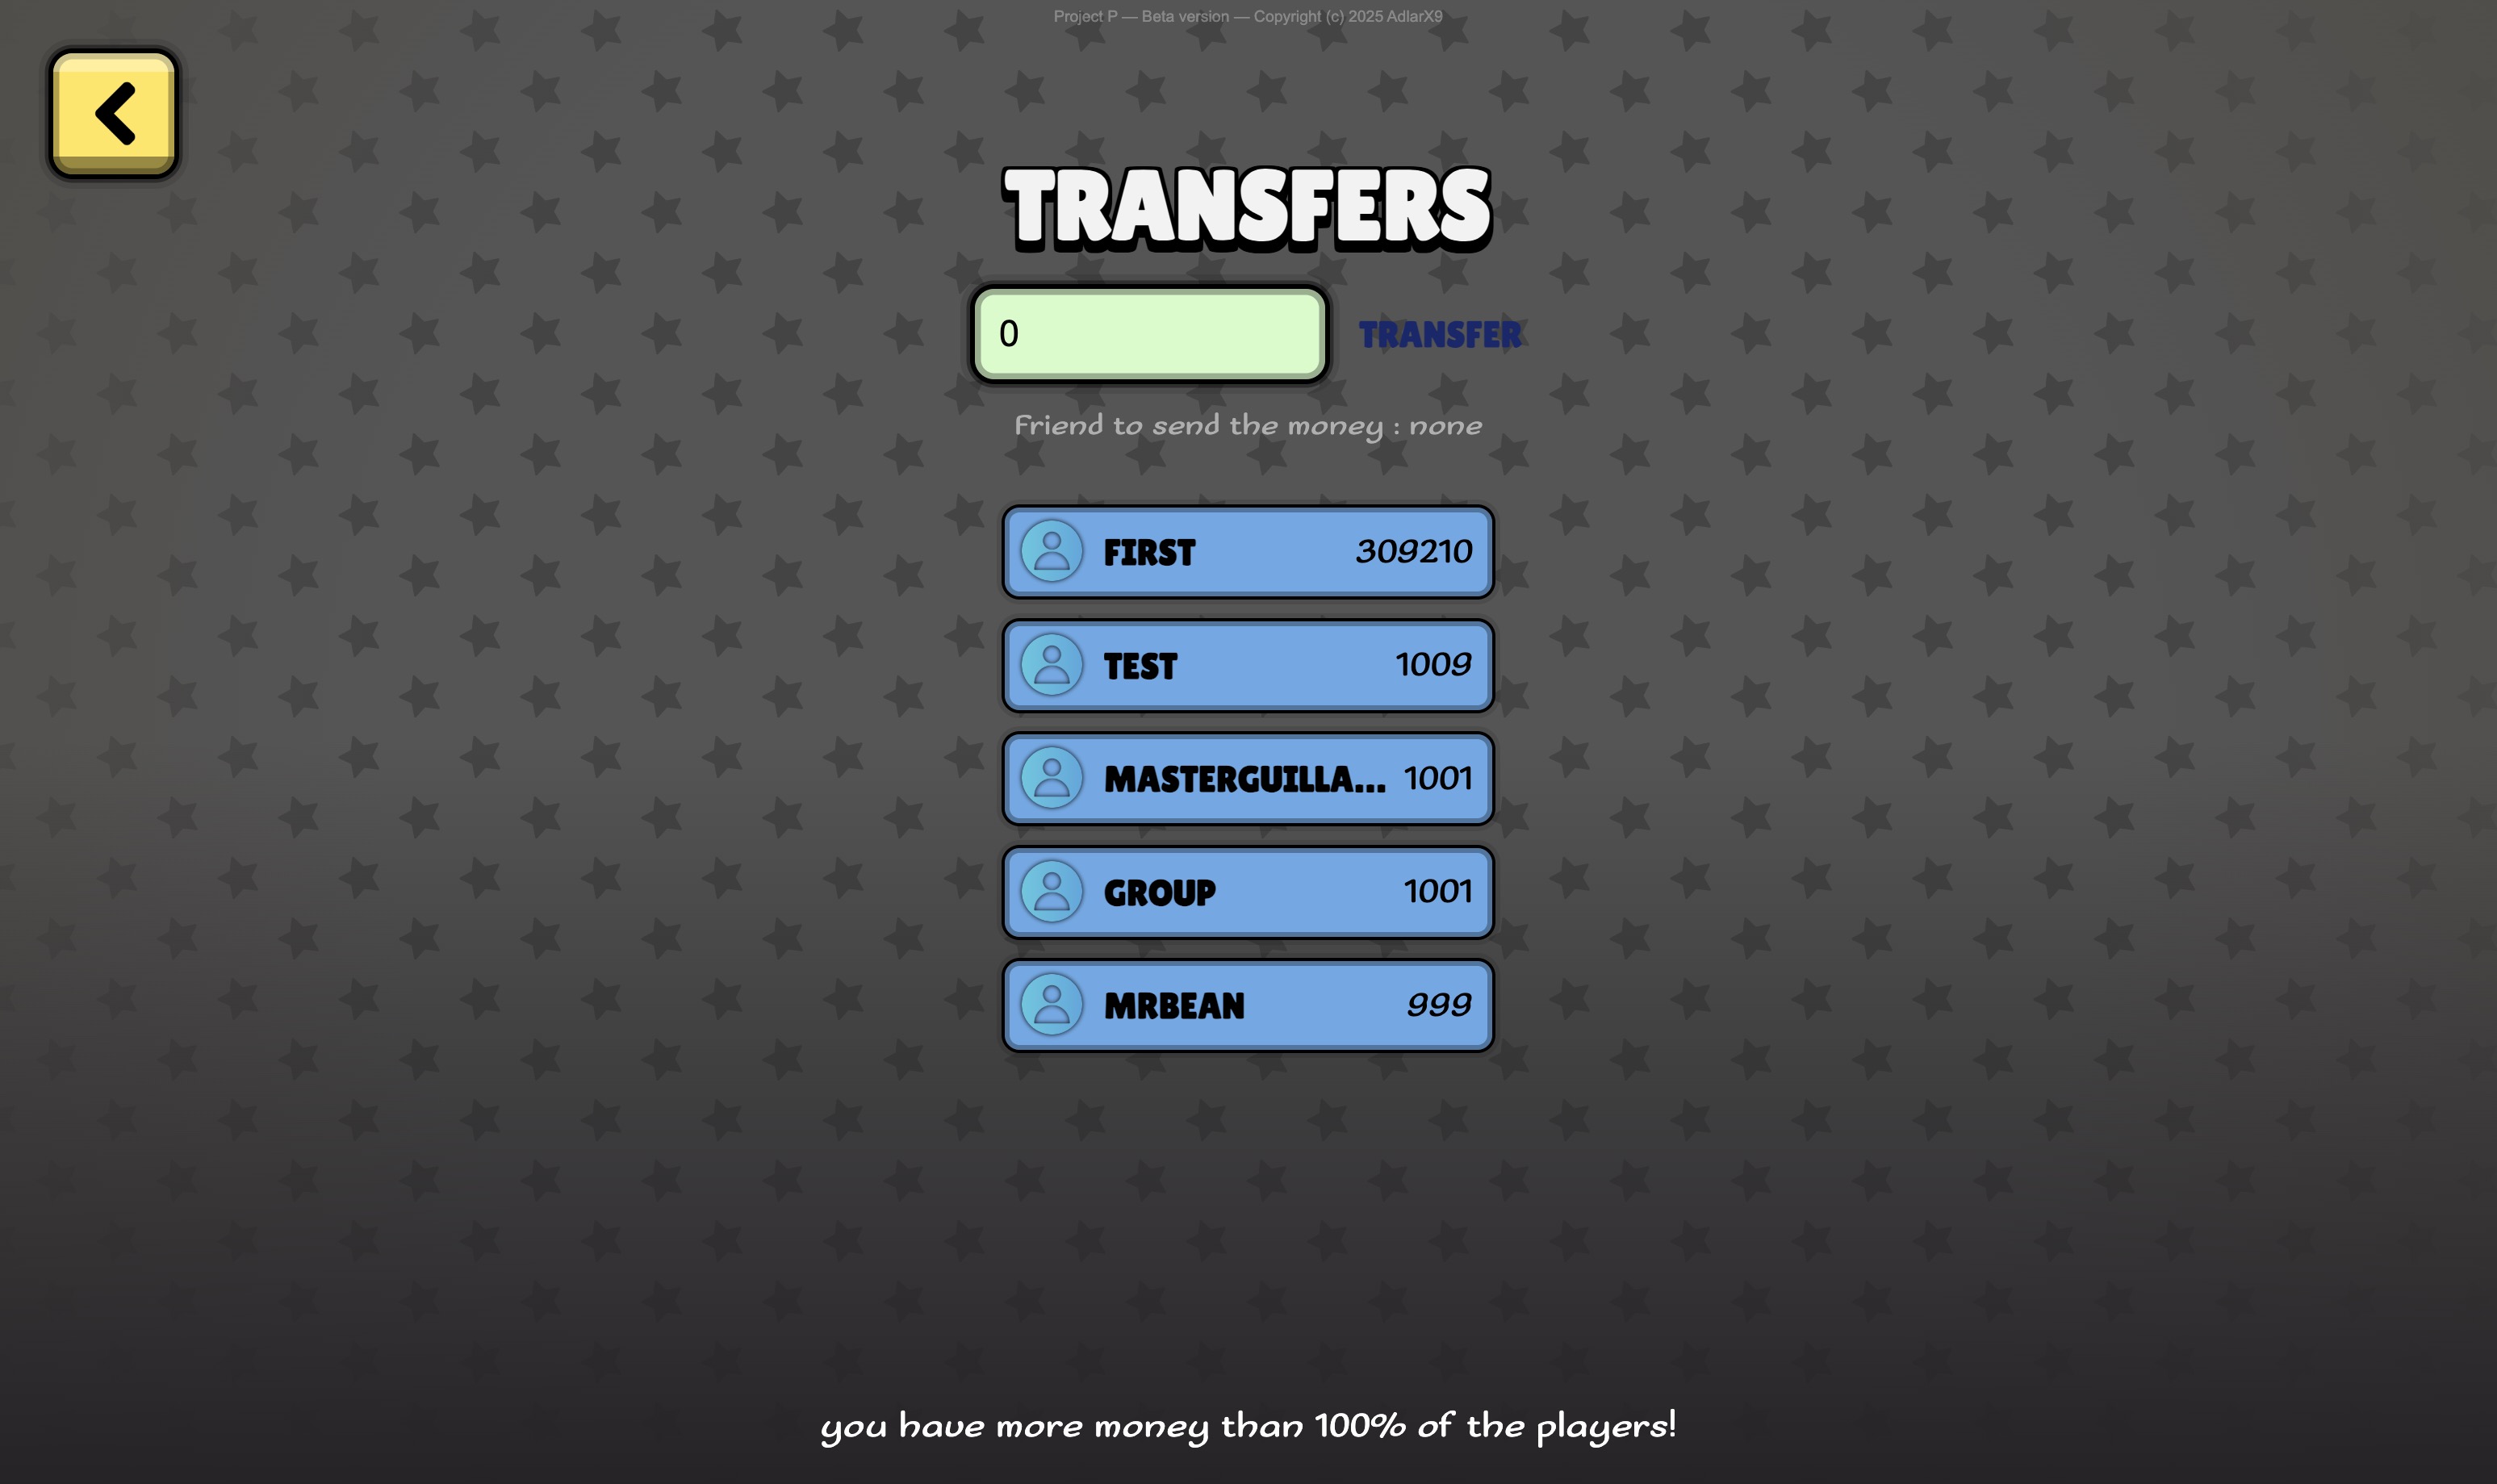 Project P — Beta version — Copyright (c) 2025 AdlarX9
TRANSFERS
0 TRANSFER
Friend to send the money : none
FIRST 309210
TEST 1009
MASTERGUILLA... 1001
GROUP 1001
MRBEAN 999
you have more money than 100% of the players!